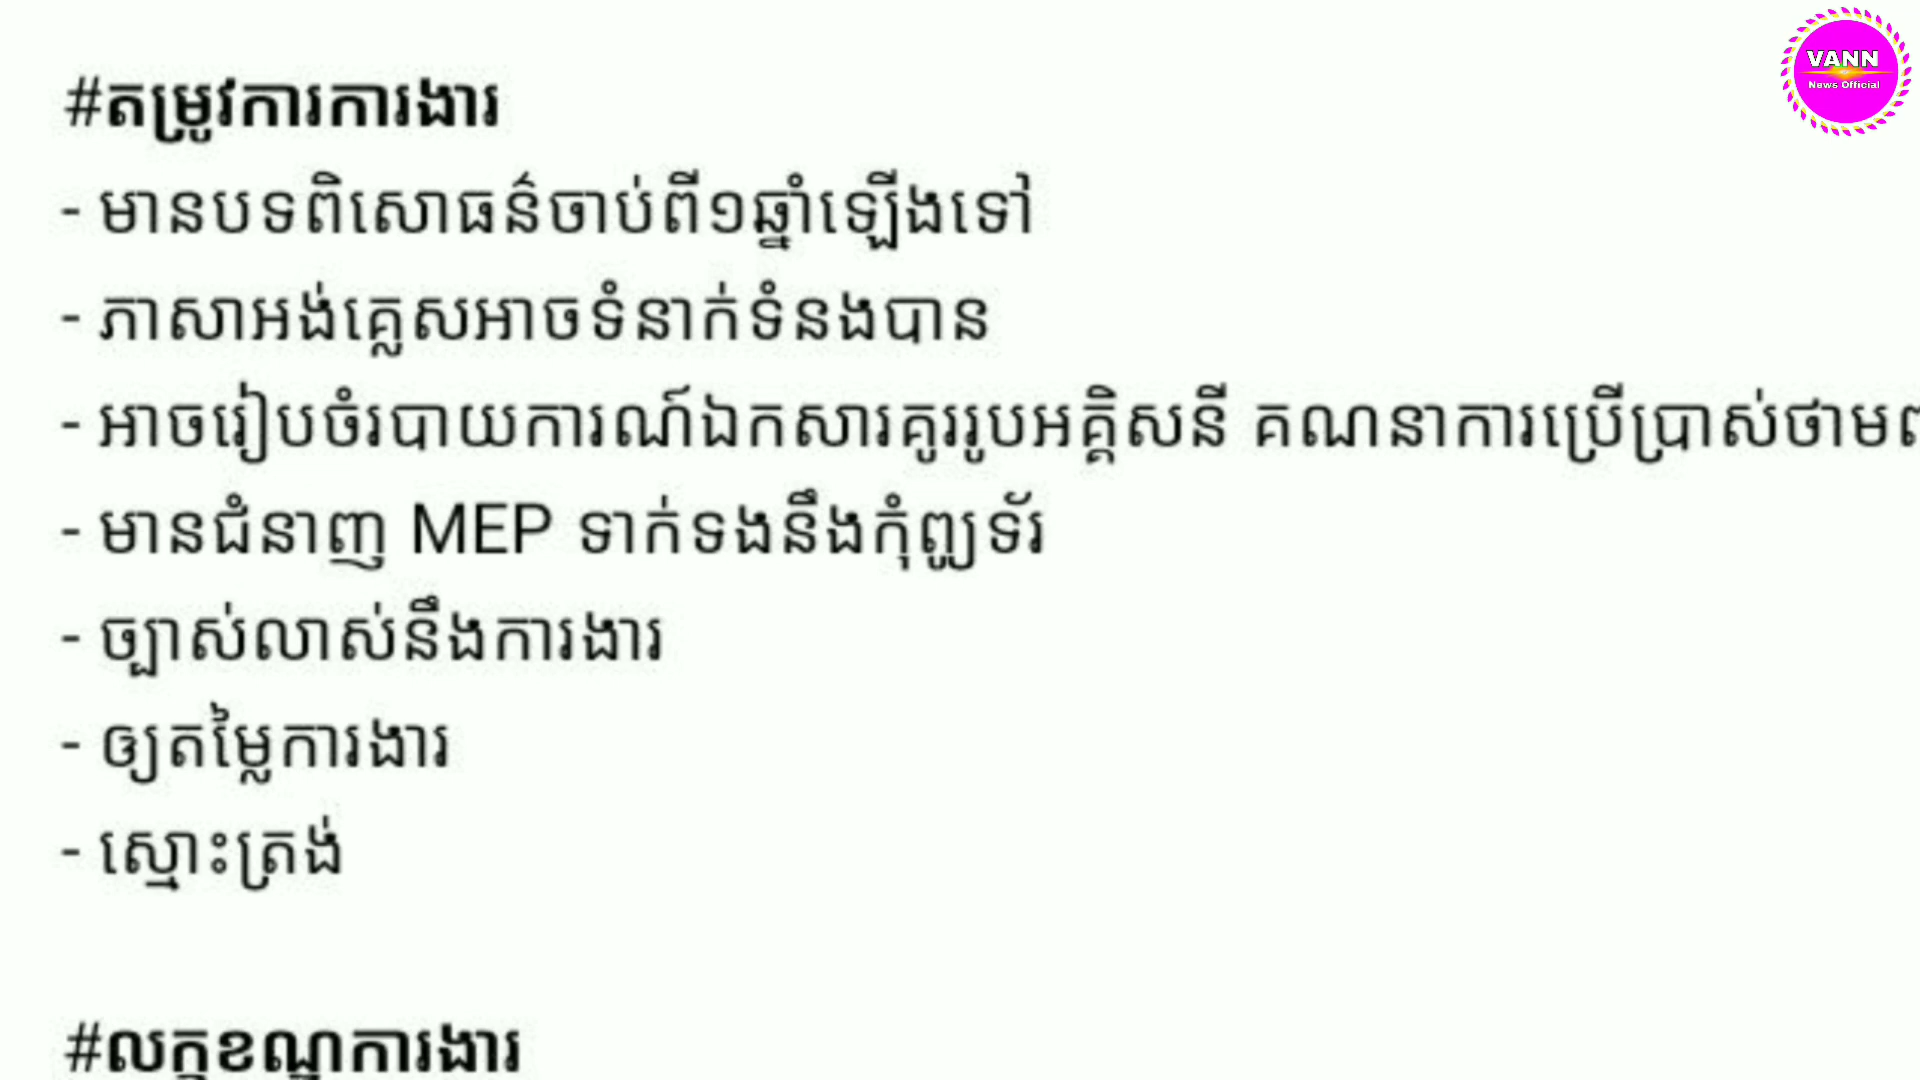 VANN
News Official
#តម្រូវការការងារ
- មានបទពិសោធន៍ចាប់ពី១ឆ្នាំឡើងទៅ
- ភាសាអង់គ្លេសអាចទំនាក់ទំនងបាន
- អាចរៀបចំរបាយការណ៍ឯកសារគូររូបអគ្គិសនី គណនាការប្រើប្រាស់ថាមព
- មានជំនាញ MEP ទាក់ទងនឹងកុំព្យូទ័រ
- ច្បាស់លាស់នឹងការងារ
- ឲ្យតម្លៃការងារ
- ស្មោះត្រង់
#លក្ខខណ្ឌការងារ